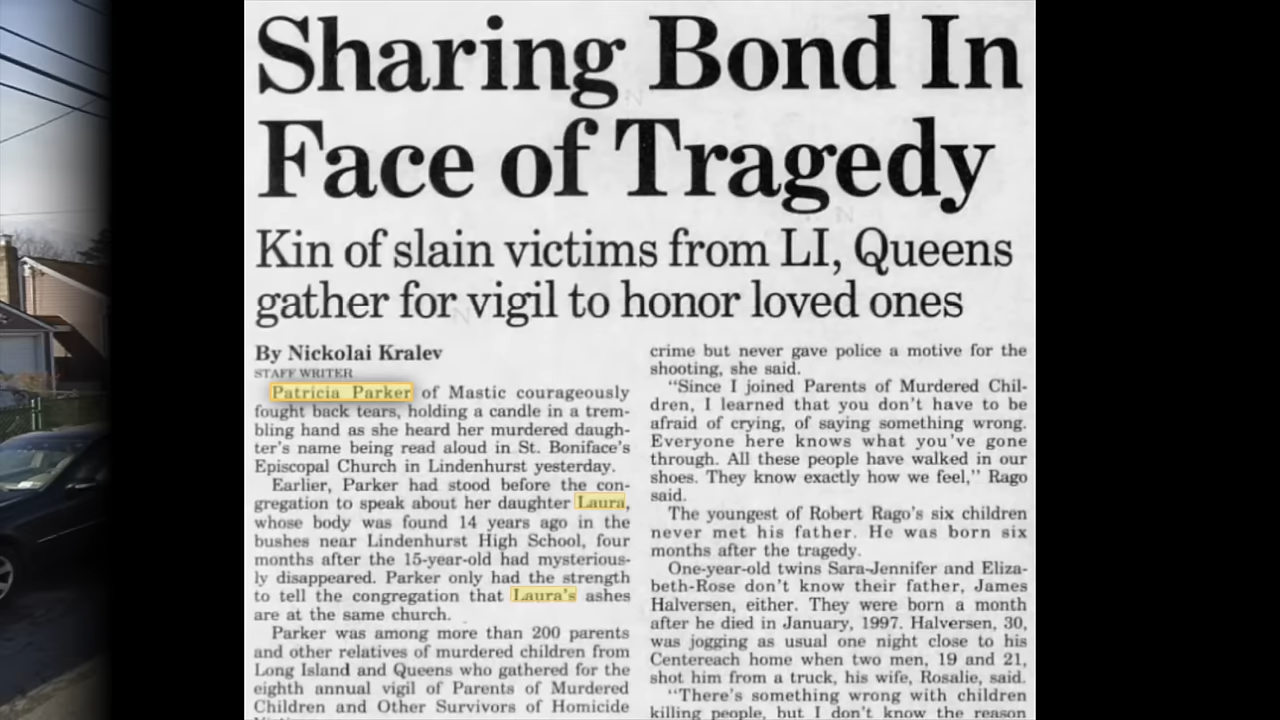 Sharing Bond In
Face of Tragedy
Kin of slain victims from LI, Queens
gather for vigil to honor loved ones
By Nickolai Kralev
STAFF WRITER
Patricia Parker of Mastic courageously
fought back tears, holding a candle in a trem-
bling hand as she heard her murdered daugh-
ter's name being read aloud in St. Boniface's
Episcopal Church in Lindenhurst yesterday.
Earlier, Parker had stood before the con-
gregation to speak about her daughter Laura,
whose body was found 14 years ago in the
bushes near Lindenhurst High School, four
months after the 15-year-old had mysterious-
ly disappeared. Parker only had the strength
to tell the congregation that Laura's ashes
are at the same church.
Parker was among more than 200 parents
and other relatives of murdered children from
Long Island and Queens who gathered for the
eighth annual vigil of Parents of Murdered
Children and Other Survivors of Homicide
crime but never gave police a motive for the
shooting, she said.
"Since I joined Parents of Murdered Chil-
dren, I learned that you don't have to be
afraid of crying, of saying something wrong.
Everyone here knows what you've gone
through. All these people have walked in our
shoes. They know exactly how we feel," Rago
said.
The youngest of Robert Rago's six children
never met his father. He was born six
months after the tragedy.
One-year-old twins Sara-Jennifer and Eliza-
beth-Rose don't know their father, James
Halversen, either. They were born a month
after he died in January, 1997. Halversen, 30,
was jogging as usual one night close to his
Centereach home when two men, 19 and 21,
shot him from a truck, his wife, Rosalie, said.
"There's something wrong with children
killing people, but I don't know the reason